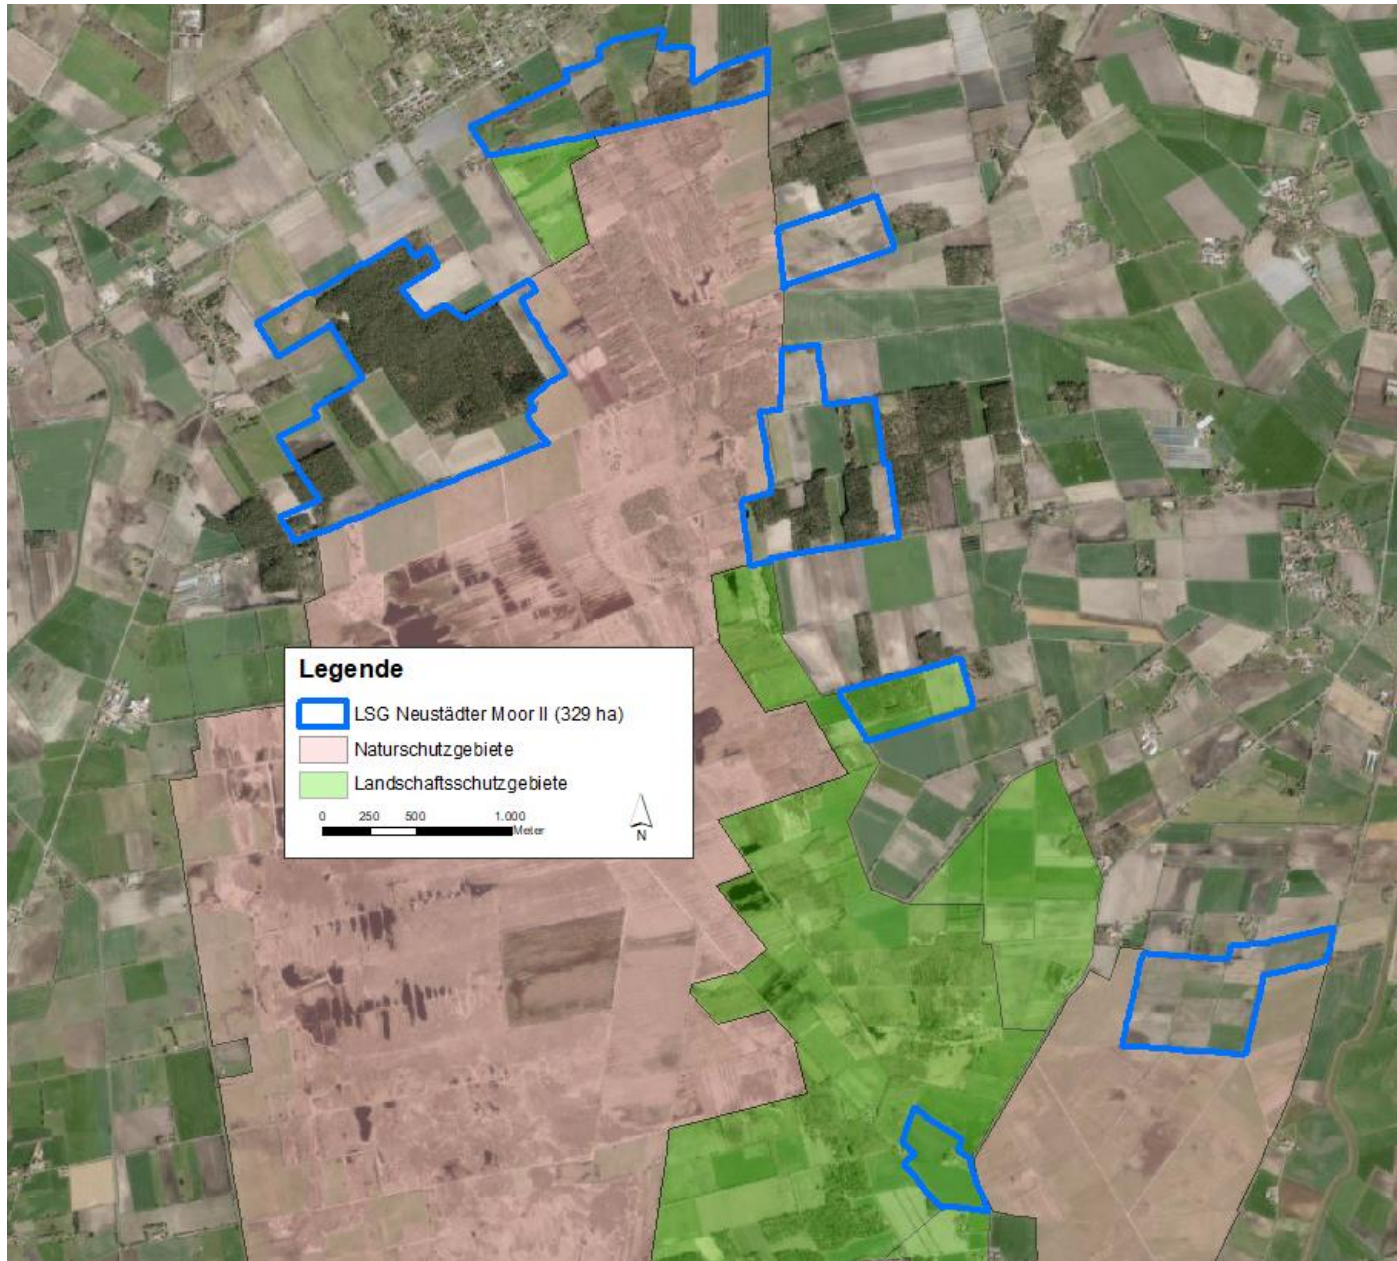 Legende
LSG Neustädter Moor II (329 ha)
Naturschutzgebiete
Landschaftsschutzgebiete
0 250 500 1.000
Meter
N